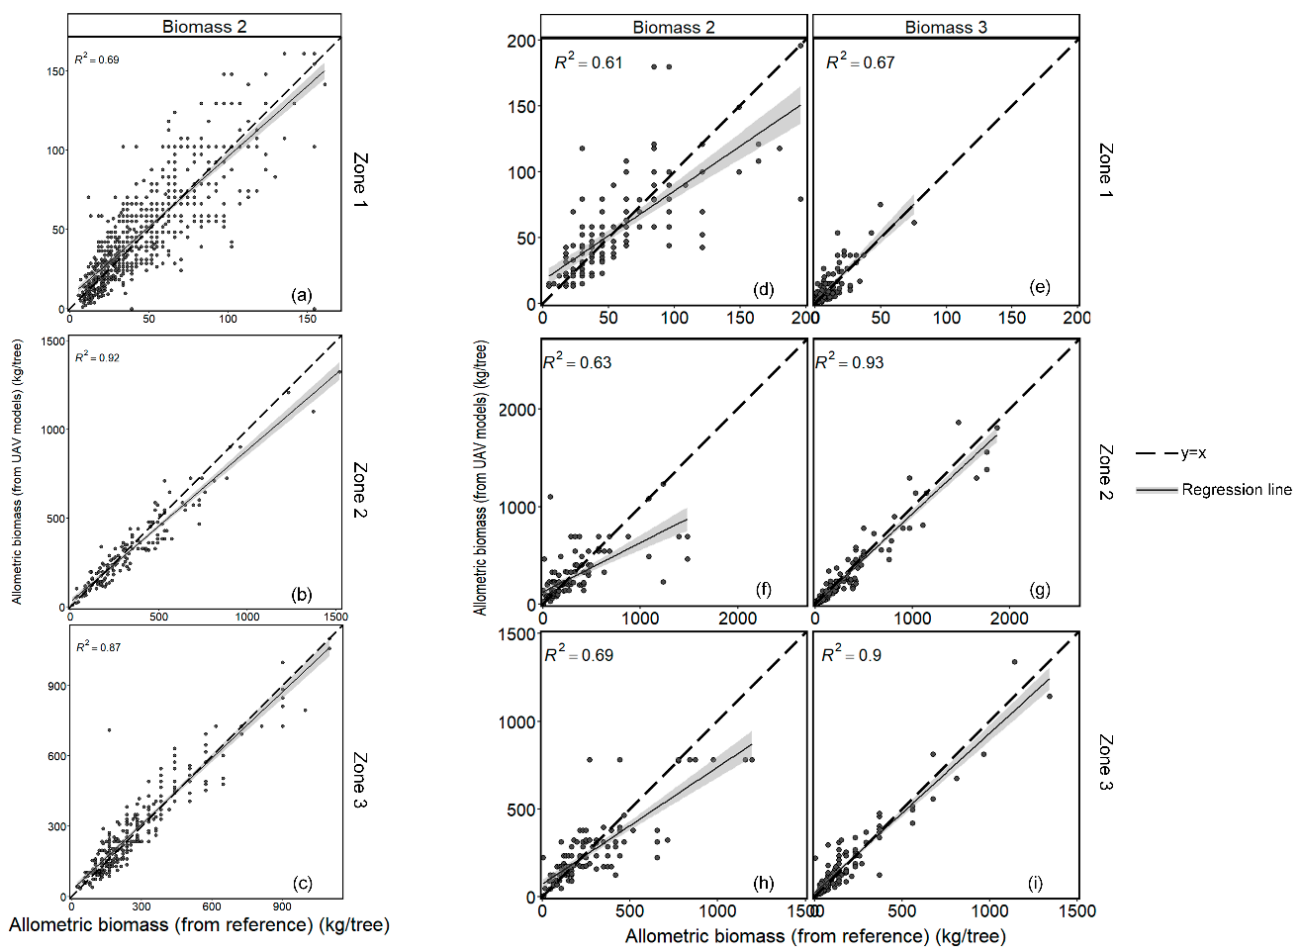 Biomass 2
R² = 0.69
150
100
50
0
0 50 100 150
(a)
Zone 1
R² = 0.92
1500
1000
500
0
0 500 1000 1500
(b)
Zone 2
R² = 0.87
900
600
300
0
0 300 600 900
(c)
Zone 3
Allometric biomass (from UAV models) (kg/tree)
Allometric biomass (from reference) (kg/tree)
Biomass 2 Biomass 3
R² = 0.61
200
150
100
50
0
0 50 100 150 200
(d)
R² = 0.67
0 50 100 150 200
(e)
Zone 1
R² = 0.63
2000
1000
0
0 1000 2000
(f)
R² = 0.93
0 1000 2000
(g)
Zone 2
R² = 0.69
1500
1000
500
0
0 500 1000 1500
(h)
R² = 0.9
0 500 1000 1500
(i)
Zone 3
Allometric biomass (from UAV models) (kg/tree)
Allometric biomass (from reference) (kg/tree)
y=x
Regression line